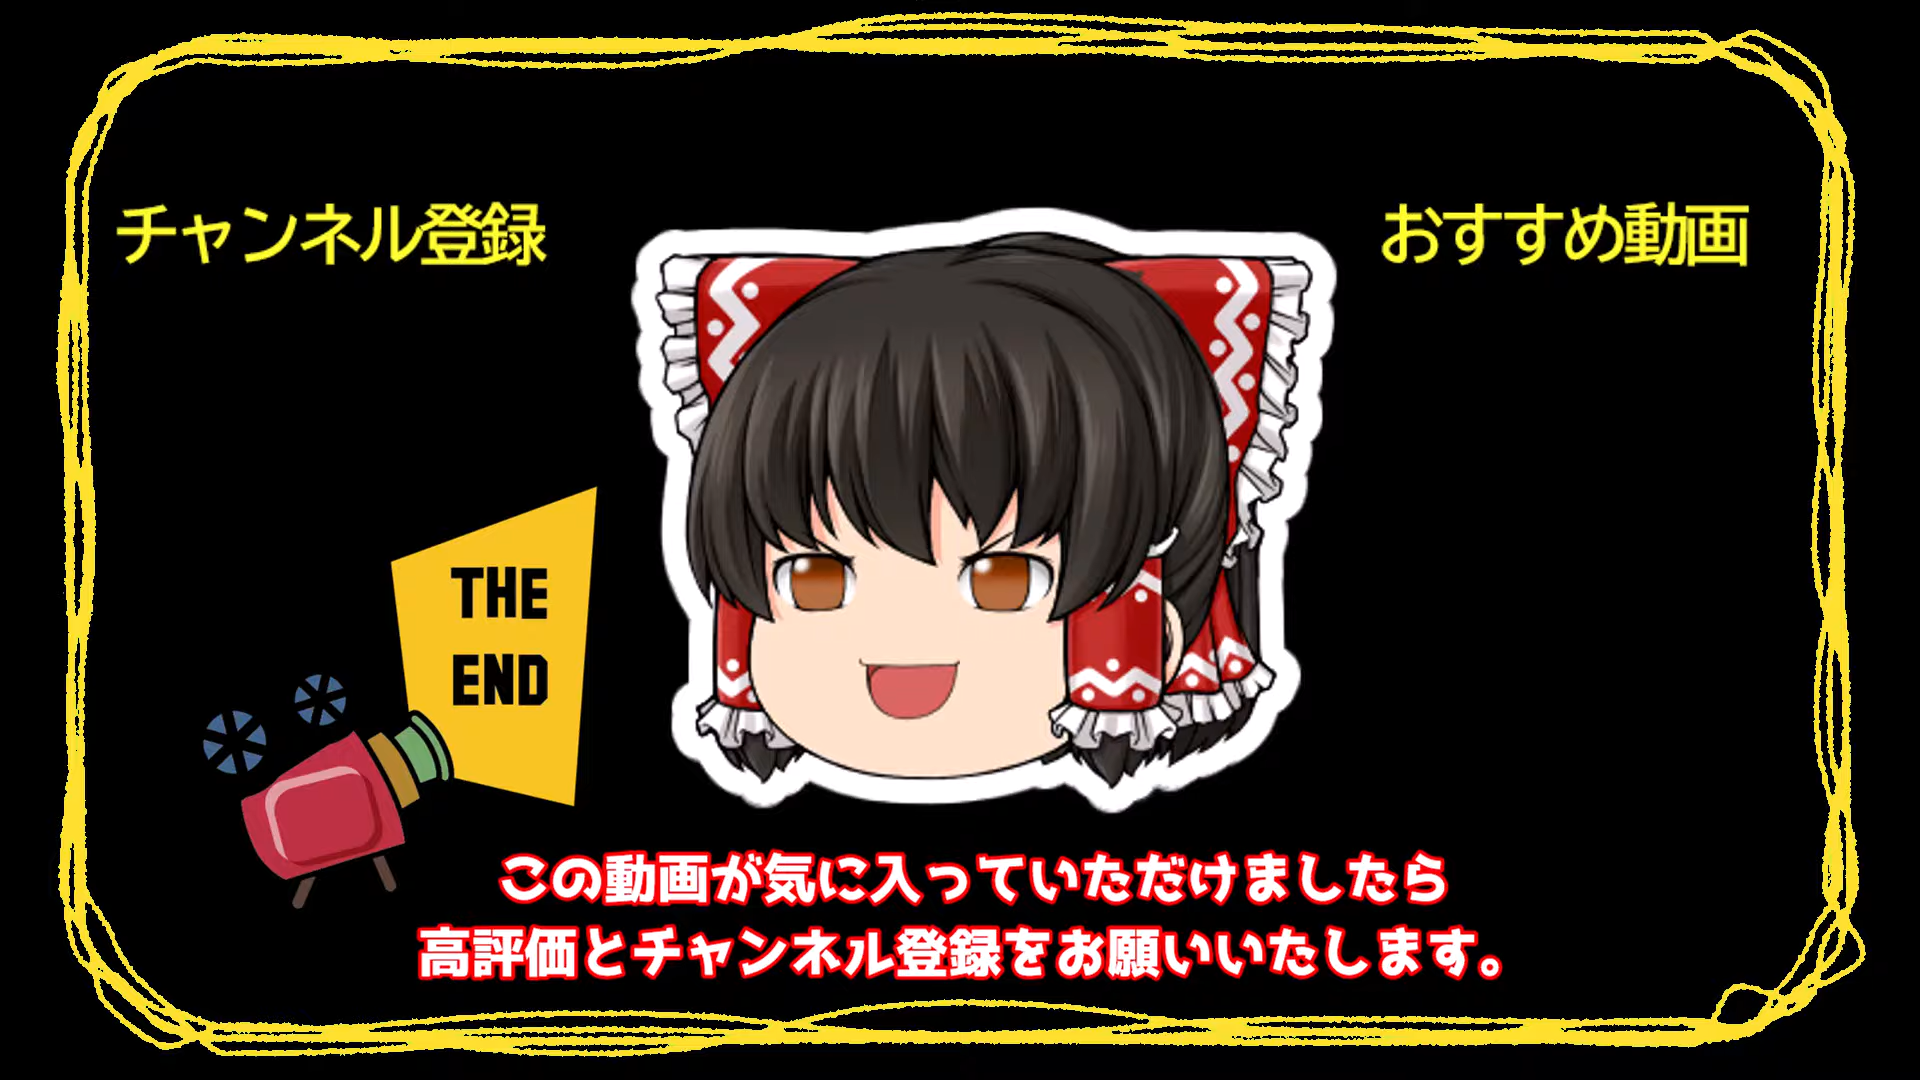 チャンネル登録
おすすめ動画
THE
END
この動画が気に入っていただけましたら
高評価とチャンネル登録をお願いいたします。